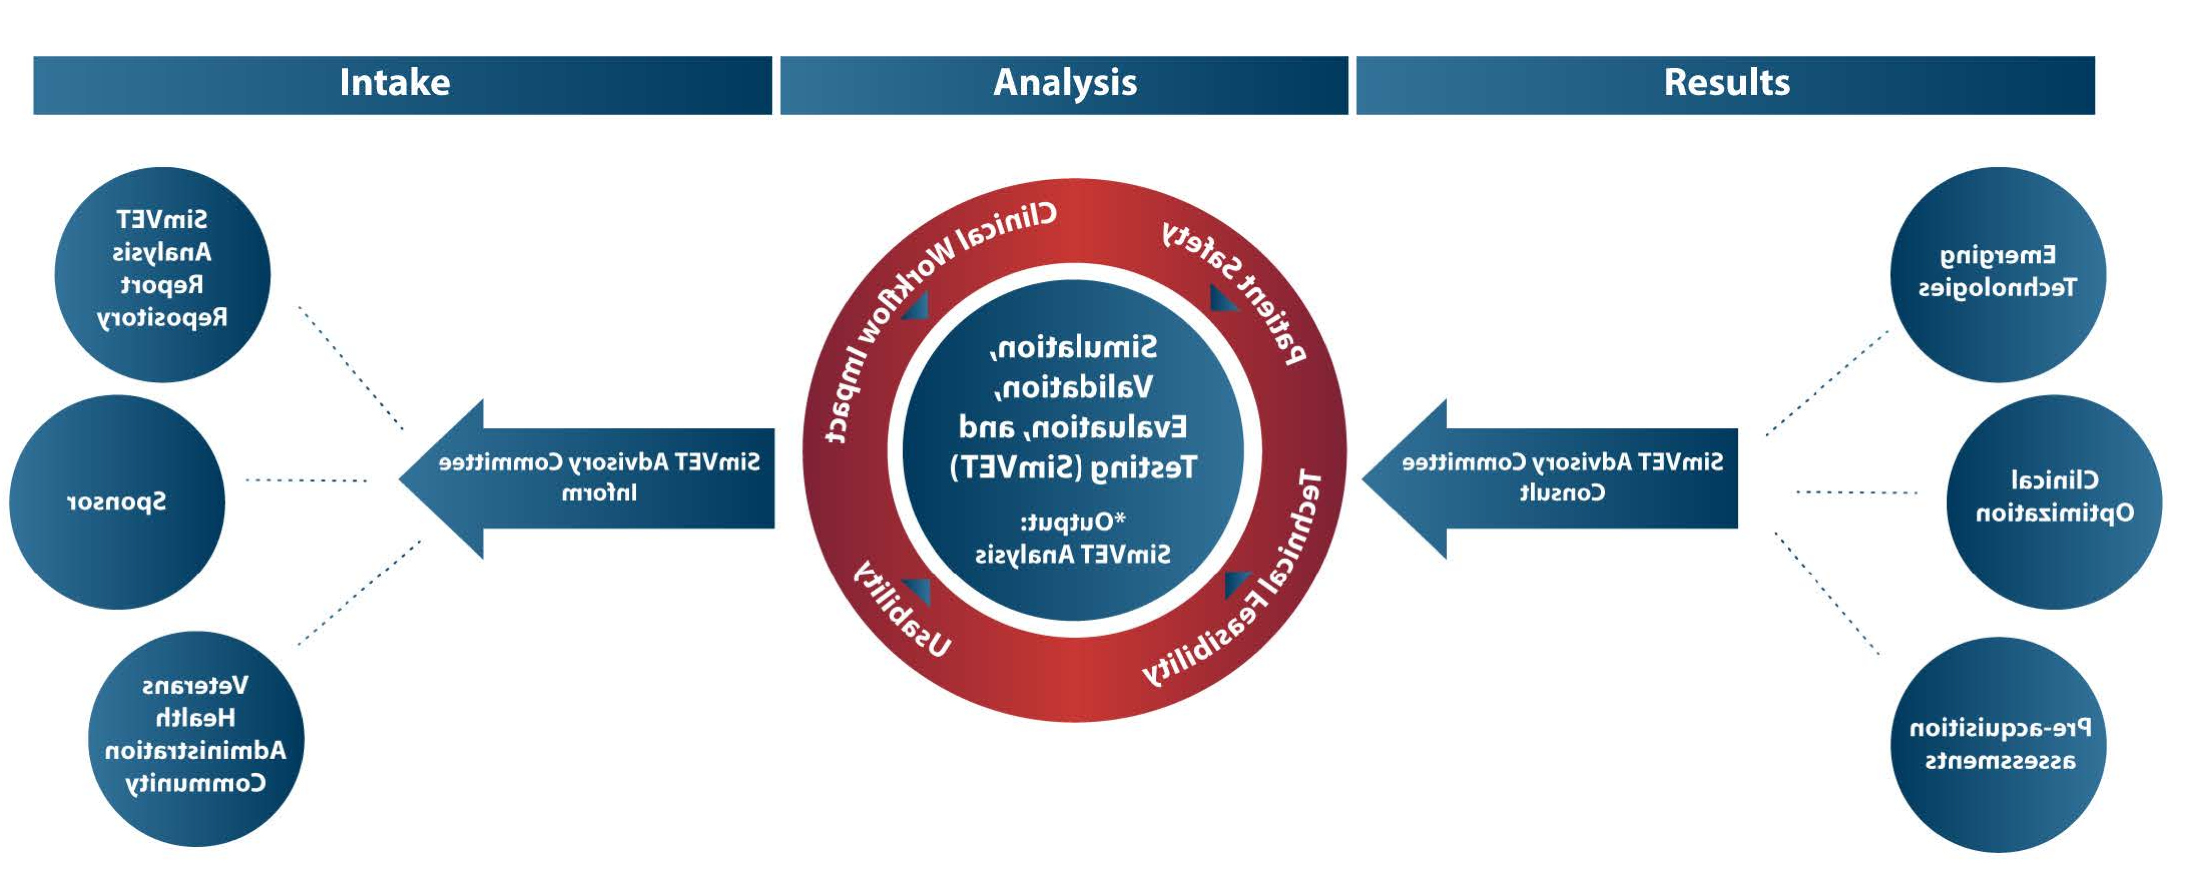 Intake
Analysis
Results
SimVET
Analysis
Report
Repository
Sponsor
Veterans
Health
Administration
Community
SimVET Advisory Committee
Inform
Clinical Workflow Impact
Patient Safety
Usability
Technical Feasibility
Simulation,
Validation,
Evaluation, and
Testing (SimVET)
*Output:
SimVET Analysis
SimVET Advisory Committee
Consult
Emerging
Technologies
Clinical
Optimization
Pre-acquisition
assessments